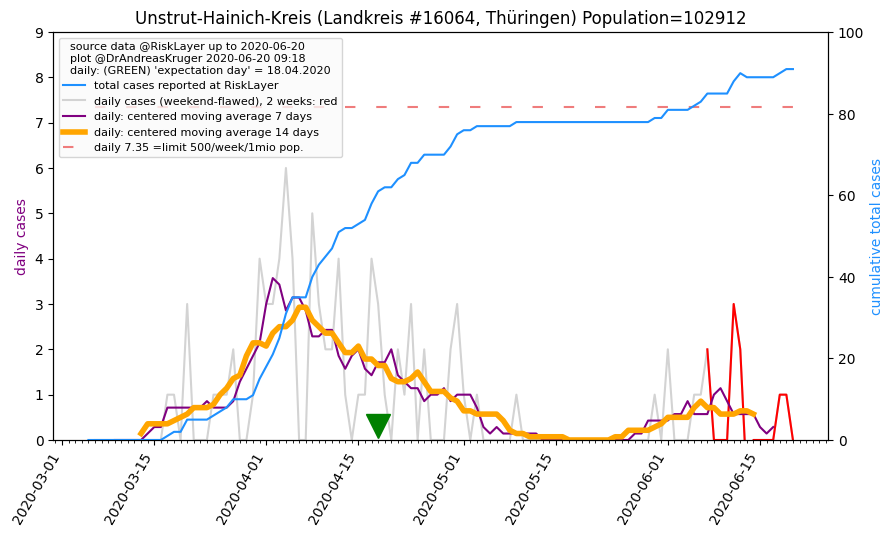 Unstrut-Hainich-Kreis (Landkreis #16064, Thüringen) Population=102912
source data @RiskLayer up to 2020-06-20
plot @DrAndreasKruger 2020-06-20 09:18
daily: (GREEN) 'expectation day' = 18.04.2020
total cases reported at RiskLayer
daily cases (weekend-flawed), 2 weeks: red
daily: centered moving average 7 days
daily: centered moving average 14 days
daily 7.35 =limit 500/week/1mio pop.
daily cases
9
8
7
6
5
4
3
2
1
0
100
80
60
40
20
0
cumulative total cases
2020-03-01
2020-03-15
2020-04-01
2020-04-15
2020-05-01
2020-05-15
2020-06-01
2020-06-15